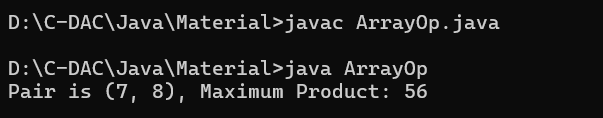 D:\C-DAC\Java\Material>javac ArrayOp.java
D:\C-DAC\Java\Material>java ArrayOp
Pair is (7, 8), Maximum Product: 56